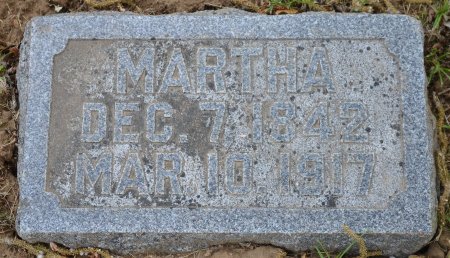 MARTHA
DEC. 7, 1842
MAR. 10, 1917